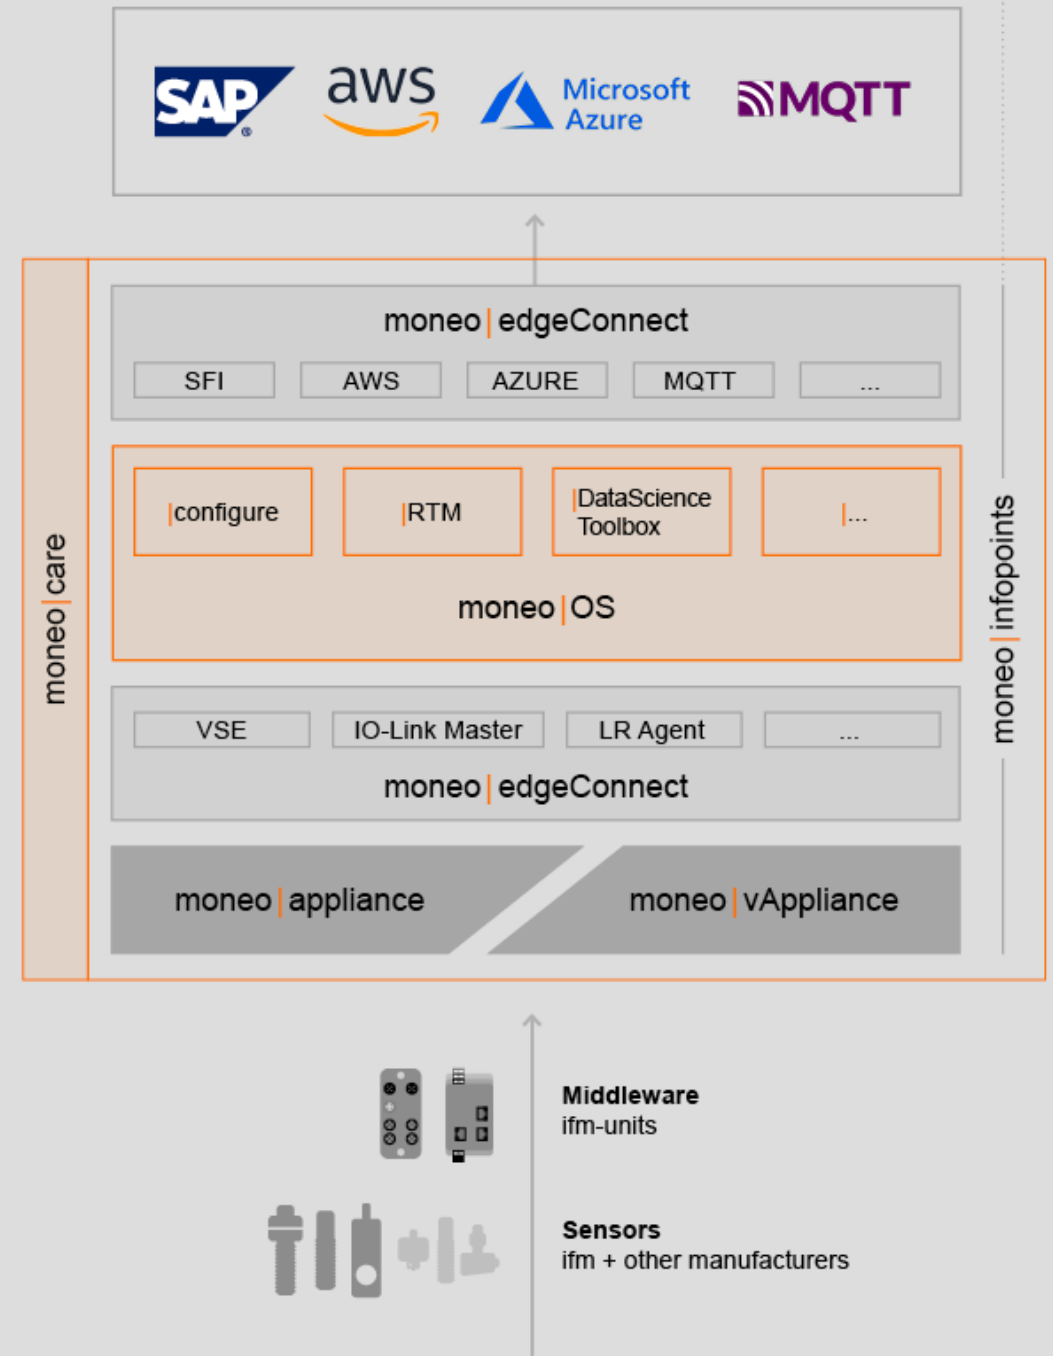 SAP
®
aws
Microsoft
Azure
MQTT
moneo|edgeConnect
SFI
AWS
AZURE
MQTT
...
|configure
|RTM
|DataScience
Toolbox
|...
moneo|OS
moneo|care
moneo|infopoints
VSE
IO-Link Master
LR Agent
...
moneo|edgeConnect
moneo|appliance
moneo|vAppliance
Middleware
ifm-units
Sensors
ifm + other manufacturers